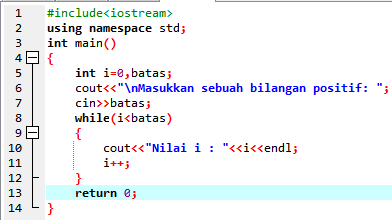 1 #include<iostream>
2 using namespace std;
3 int main()
4 {
5 int i=0,batas;
6 cout<<"\nMasukkan sebuah bilangan positif: ";
7 cin>>batas;
8 while(i<batas)
9 {
10 cout<<"Nilai i : "<<i<<endl;
11 i++;
12 }
13 return 0;
14 }